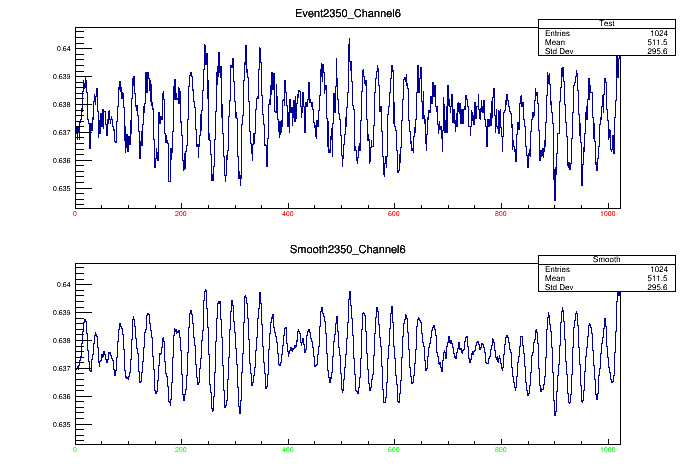 Event2350_Channel6
Test
Entries 1024
Mean 511.5
Std Dev 295.6
0.64
0.639
0.638
0.637
0.636
0.635
0 200 400 600 800 1000
Smooth2350_Channel6
Smooth
Entries 1024
Mean 511.5
Std Dev 295.6
0.64
0.639
0.638
0.637
0.636
0.635
0 200 400 600 800 1000